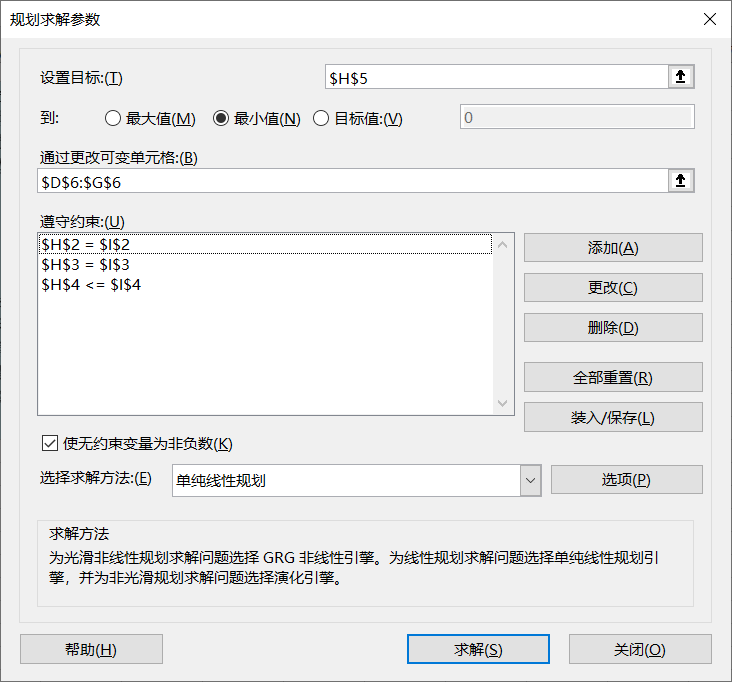 规划求解参数
设置目标:(T)
$H$5
到:
最大值(M)
最小值(N)
目标值:(V)
0
通过更改可变单元格:(B)
$D$6:$G$6
遵守约束:(U)
$H$2 = $I$2
$H$3 = $I$3
$H$4 <= $I$4
添加(A)
更改(C)
删除(D)
全部重置(R)
装入/保存(L)
使无约束变量为非负数(K)
选择求解方法:(E)
单纯线性规划
选项(P)
求解方法
为光滑非线性规划求解问题选择 GRG 非线性引擎。为线性规划求解问题选择单纯线性规划引
擎，并为非光滑规划求解问题选择演化引擎。
帮助(H)
求解(S)
关闭(O)